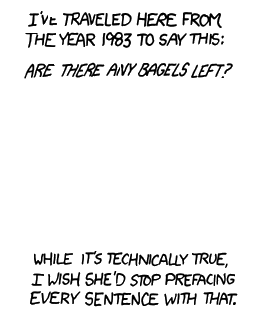 I'VE TRAVELED HERE FROM
THE YEAR 1983 TO SAY THIS:
ARE THERE ANY BAGELS LEFT?
WHILE IT'S TECHNICALLY TRUE,
I WISH SHE'D STOP PREFACING
EVERY SENTENCE WITH THAT.